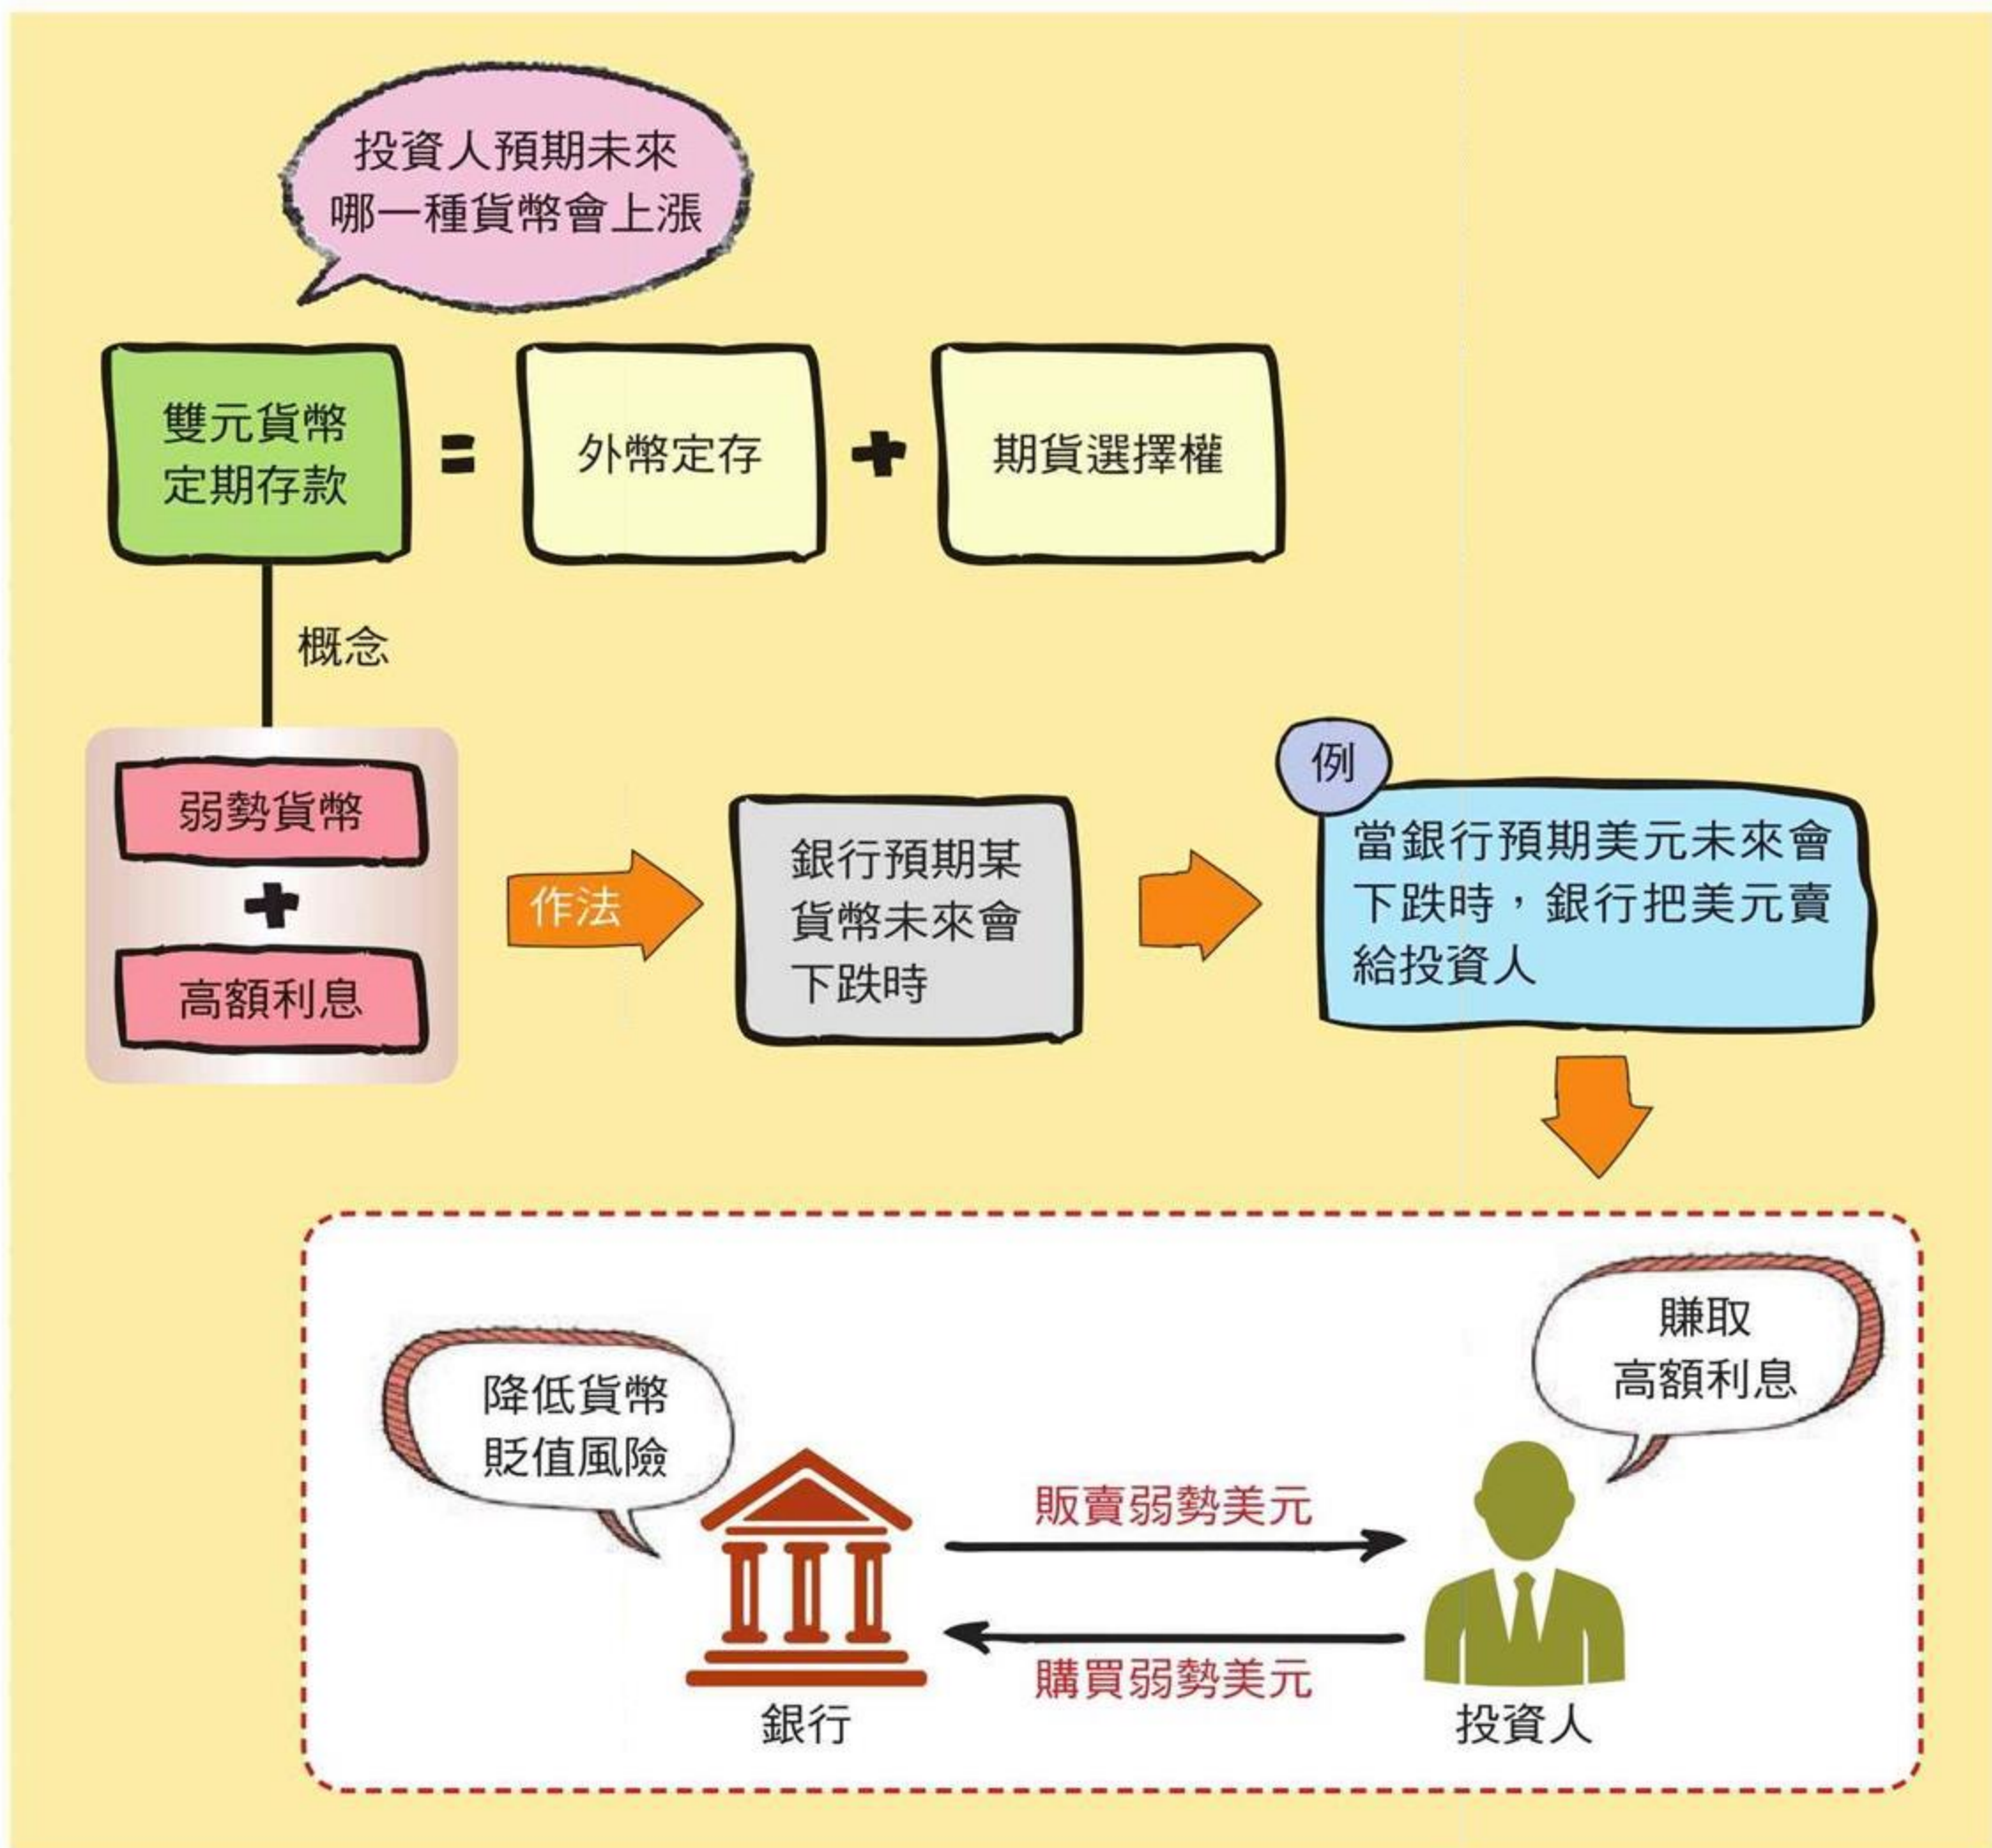 投資人預期未來
哪一種貨幣會上漲
雙元貨幣
定期存款
=
外幣定存
+
期貨選擇權
概念
弱勢貨幣
+
高額利息
作法
銀行預期某
貨幣未來會
下跌時
例
當銀行預期美元未來會
下跌時，銀行把美元賣
給投資人
降低貨幣
貶值風險
賺取
高額利息
販賣弱勢美元
購買弱勢美元
銀行
投資人